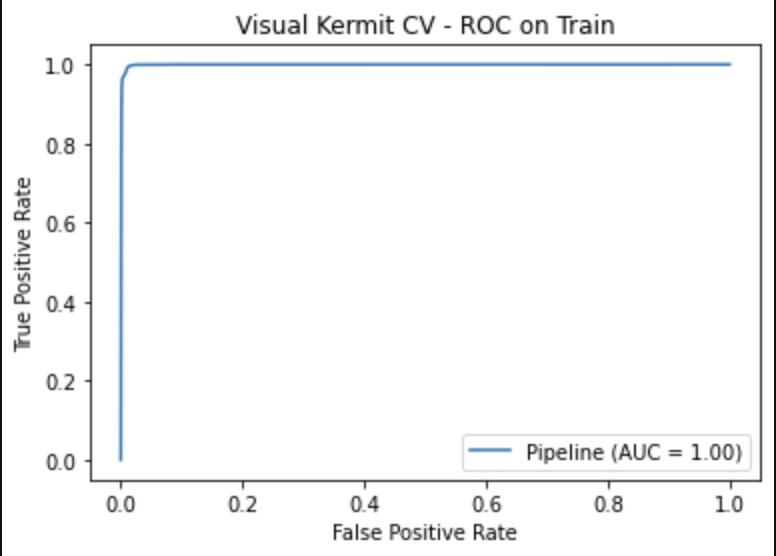 Visual Kermit CV - ROC on Train
True Positive Rate
1.0
0.8
0.6
0.4
0.2
0.0
Pipeline (AUC = 1.00)
0.0 0.2 0.4 0.6 0.8 1.0
False Positive Rate